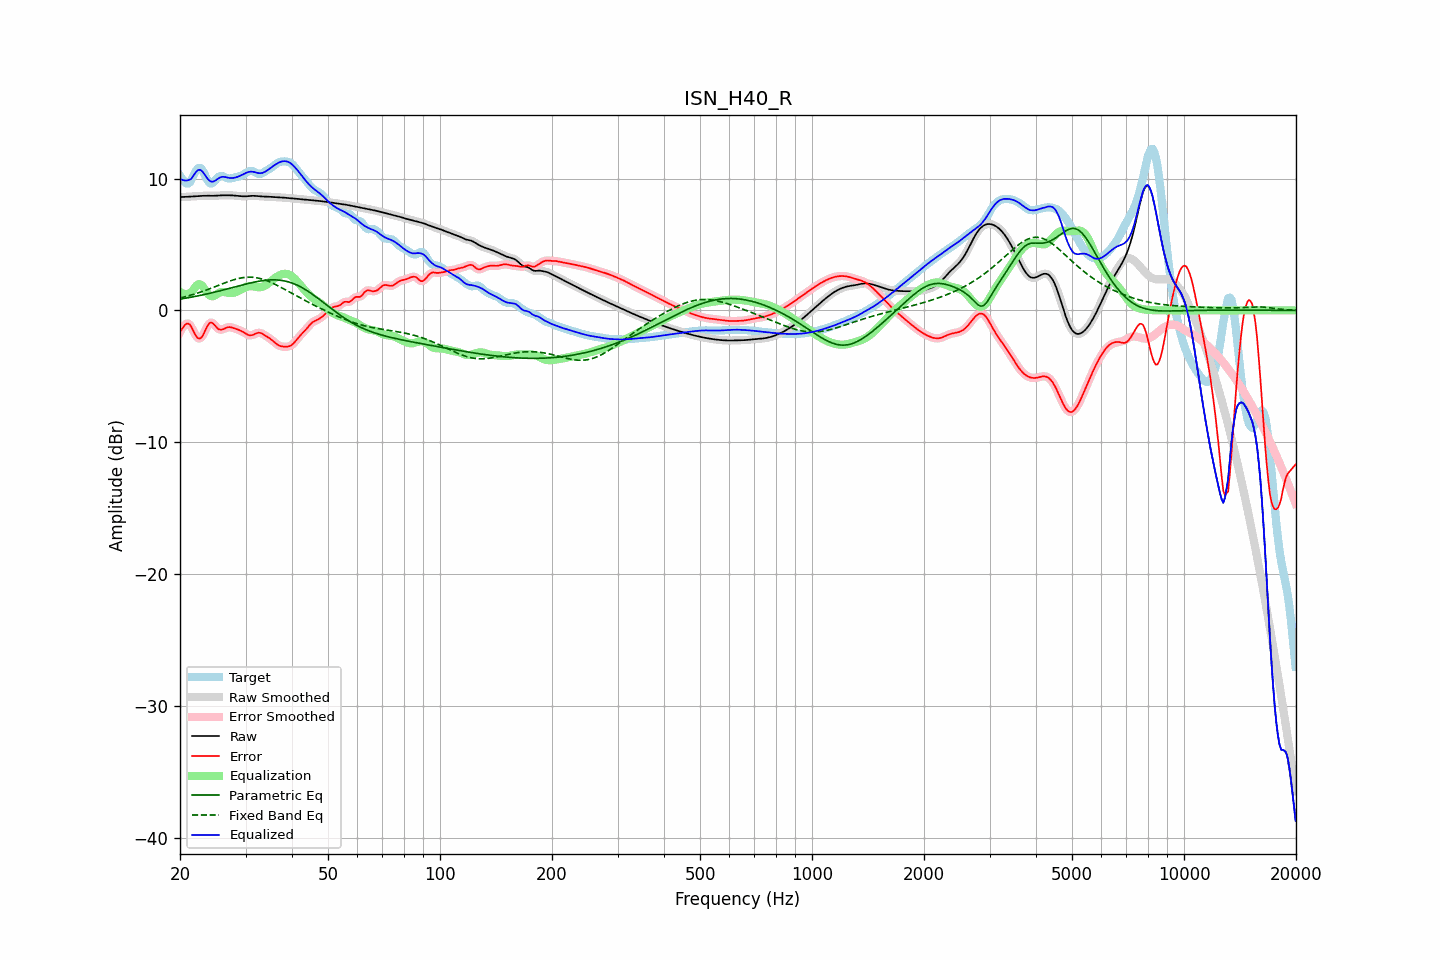 ISN_H40_R
Amplitude (dBr)
10
0
−10
−20
−30
−40
Target
Raw Smoothed
Error Smoothed
Raw
Error
Equalization
Parametric Eq
Fixed Band Eq
Equalized
20 50 100 200 500 1000 2000 5000 10000 20000
Frequency (Hz)